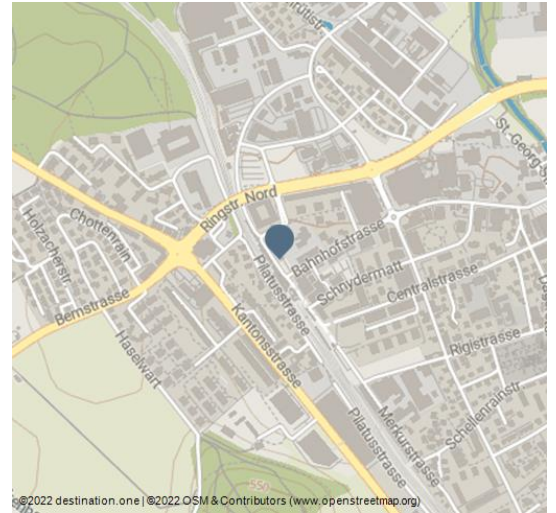 Ringstr. Nord
St.-Georg-S
Chottenrain
Holzacherstr
Bahnhofstrasse
Pilatusstrasse
Schnydermatt
Centralstrasse
Bernstrasse
Kantonsstrasse
Haselwart
Rigistrasse
Merkurstrasse
Schellenrainstr
Pilatusstrasse
550
©2022 destination.one | ©2022 OSM & Contributors (www.openstreetmap.org)